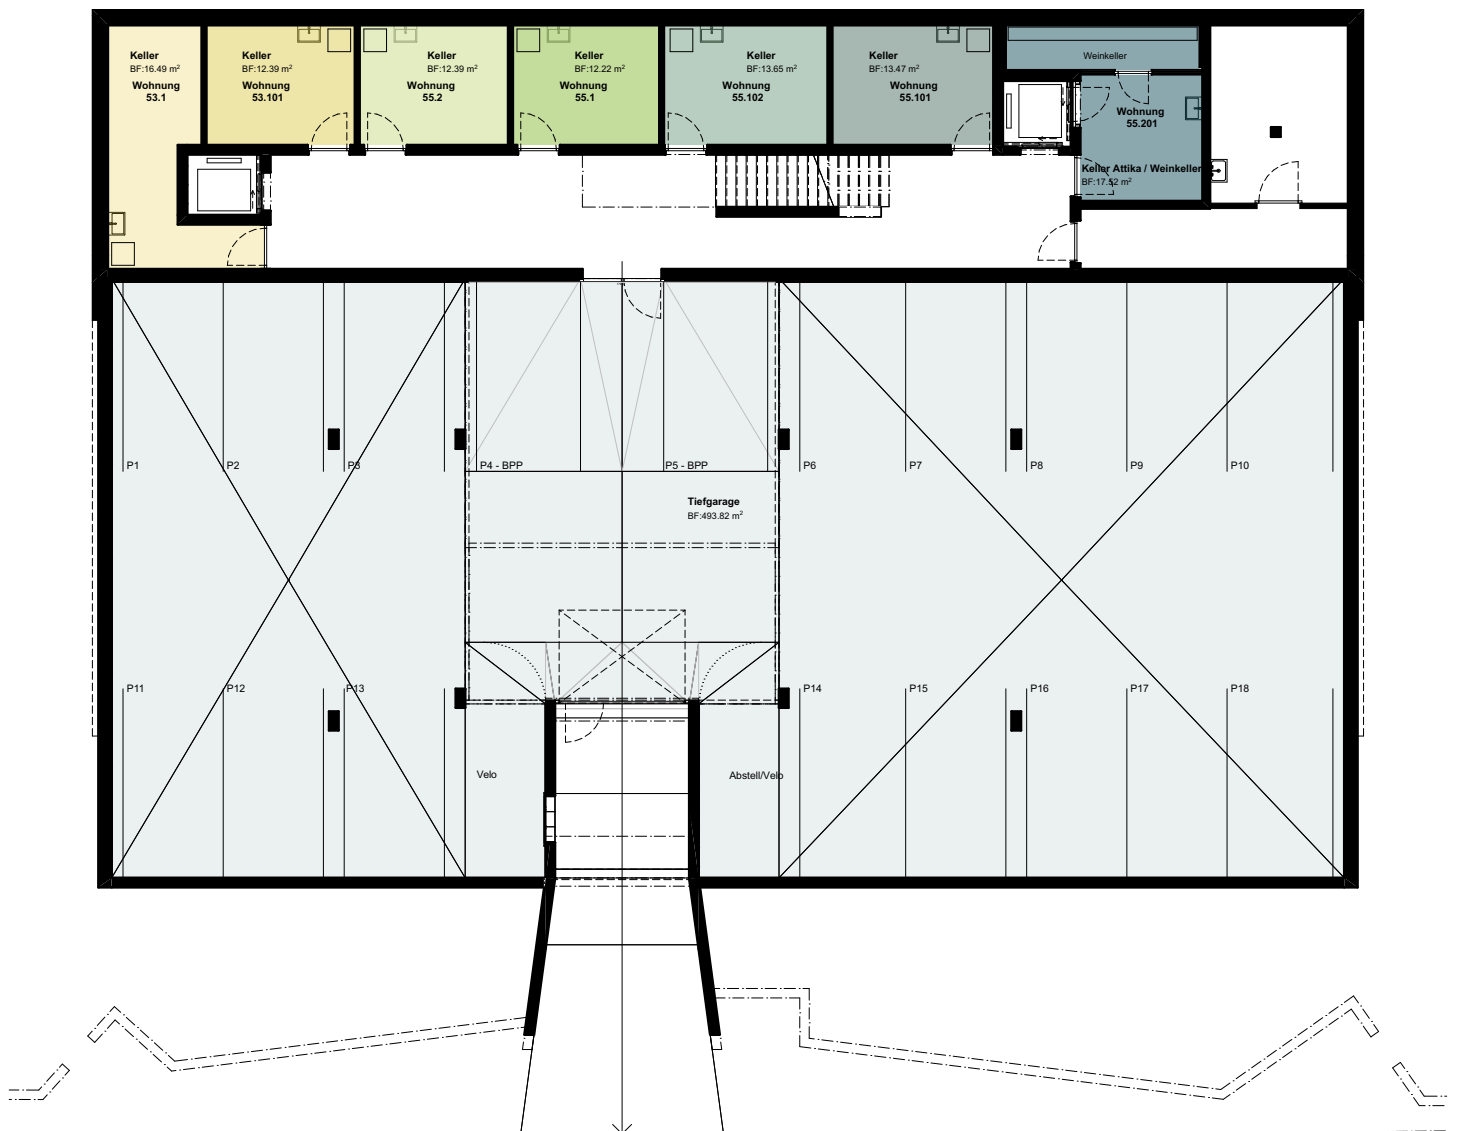 Keller
BF:16.49 m²
Wohnung
53.1
Keller
BF:12.39 m²
Wohnung
53.101
Keller
BF:12.39 m²
Wohnung
55.2
Keller
BF:12.22 m²
Wohnung
55.1
Keller
BF:13.65 m²
Wohnung
55.102
Keller
BF:13.47 m²
Wohnung
55.101
Weinkeller
Wohnung
55.201
Keller Attika / Weinkeller
BF:17.52 m²
P1
P2
P3
P4 - BPP
P5 - BPP
P6
P7
P8
P9
P10
Tiefgarage
BF:493.82 m²
P11
P12
P13
P14
P15
P16
P17
P18
Velo
Abstell/Velo